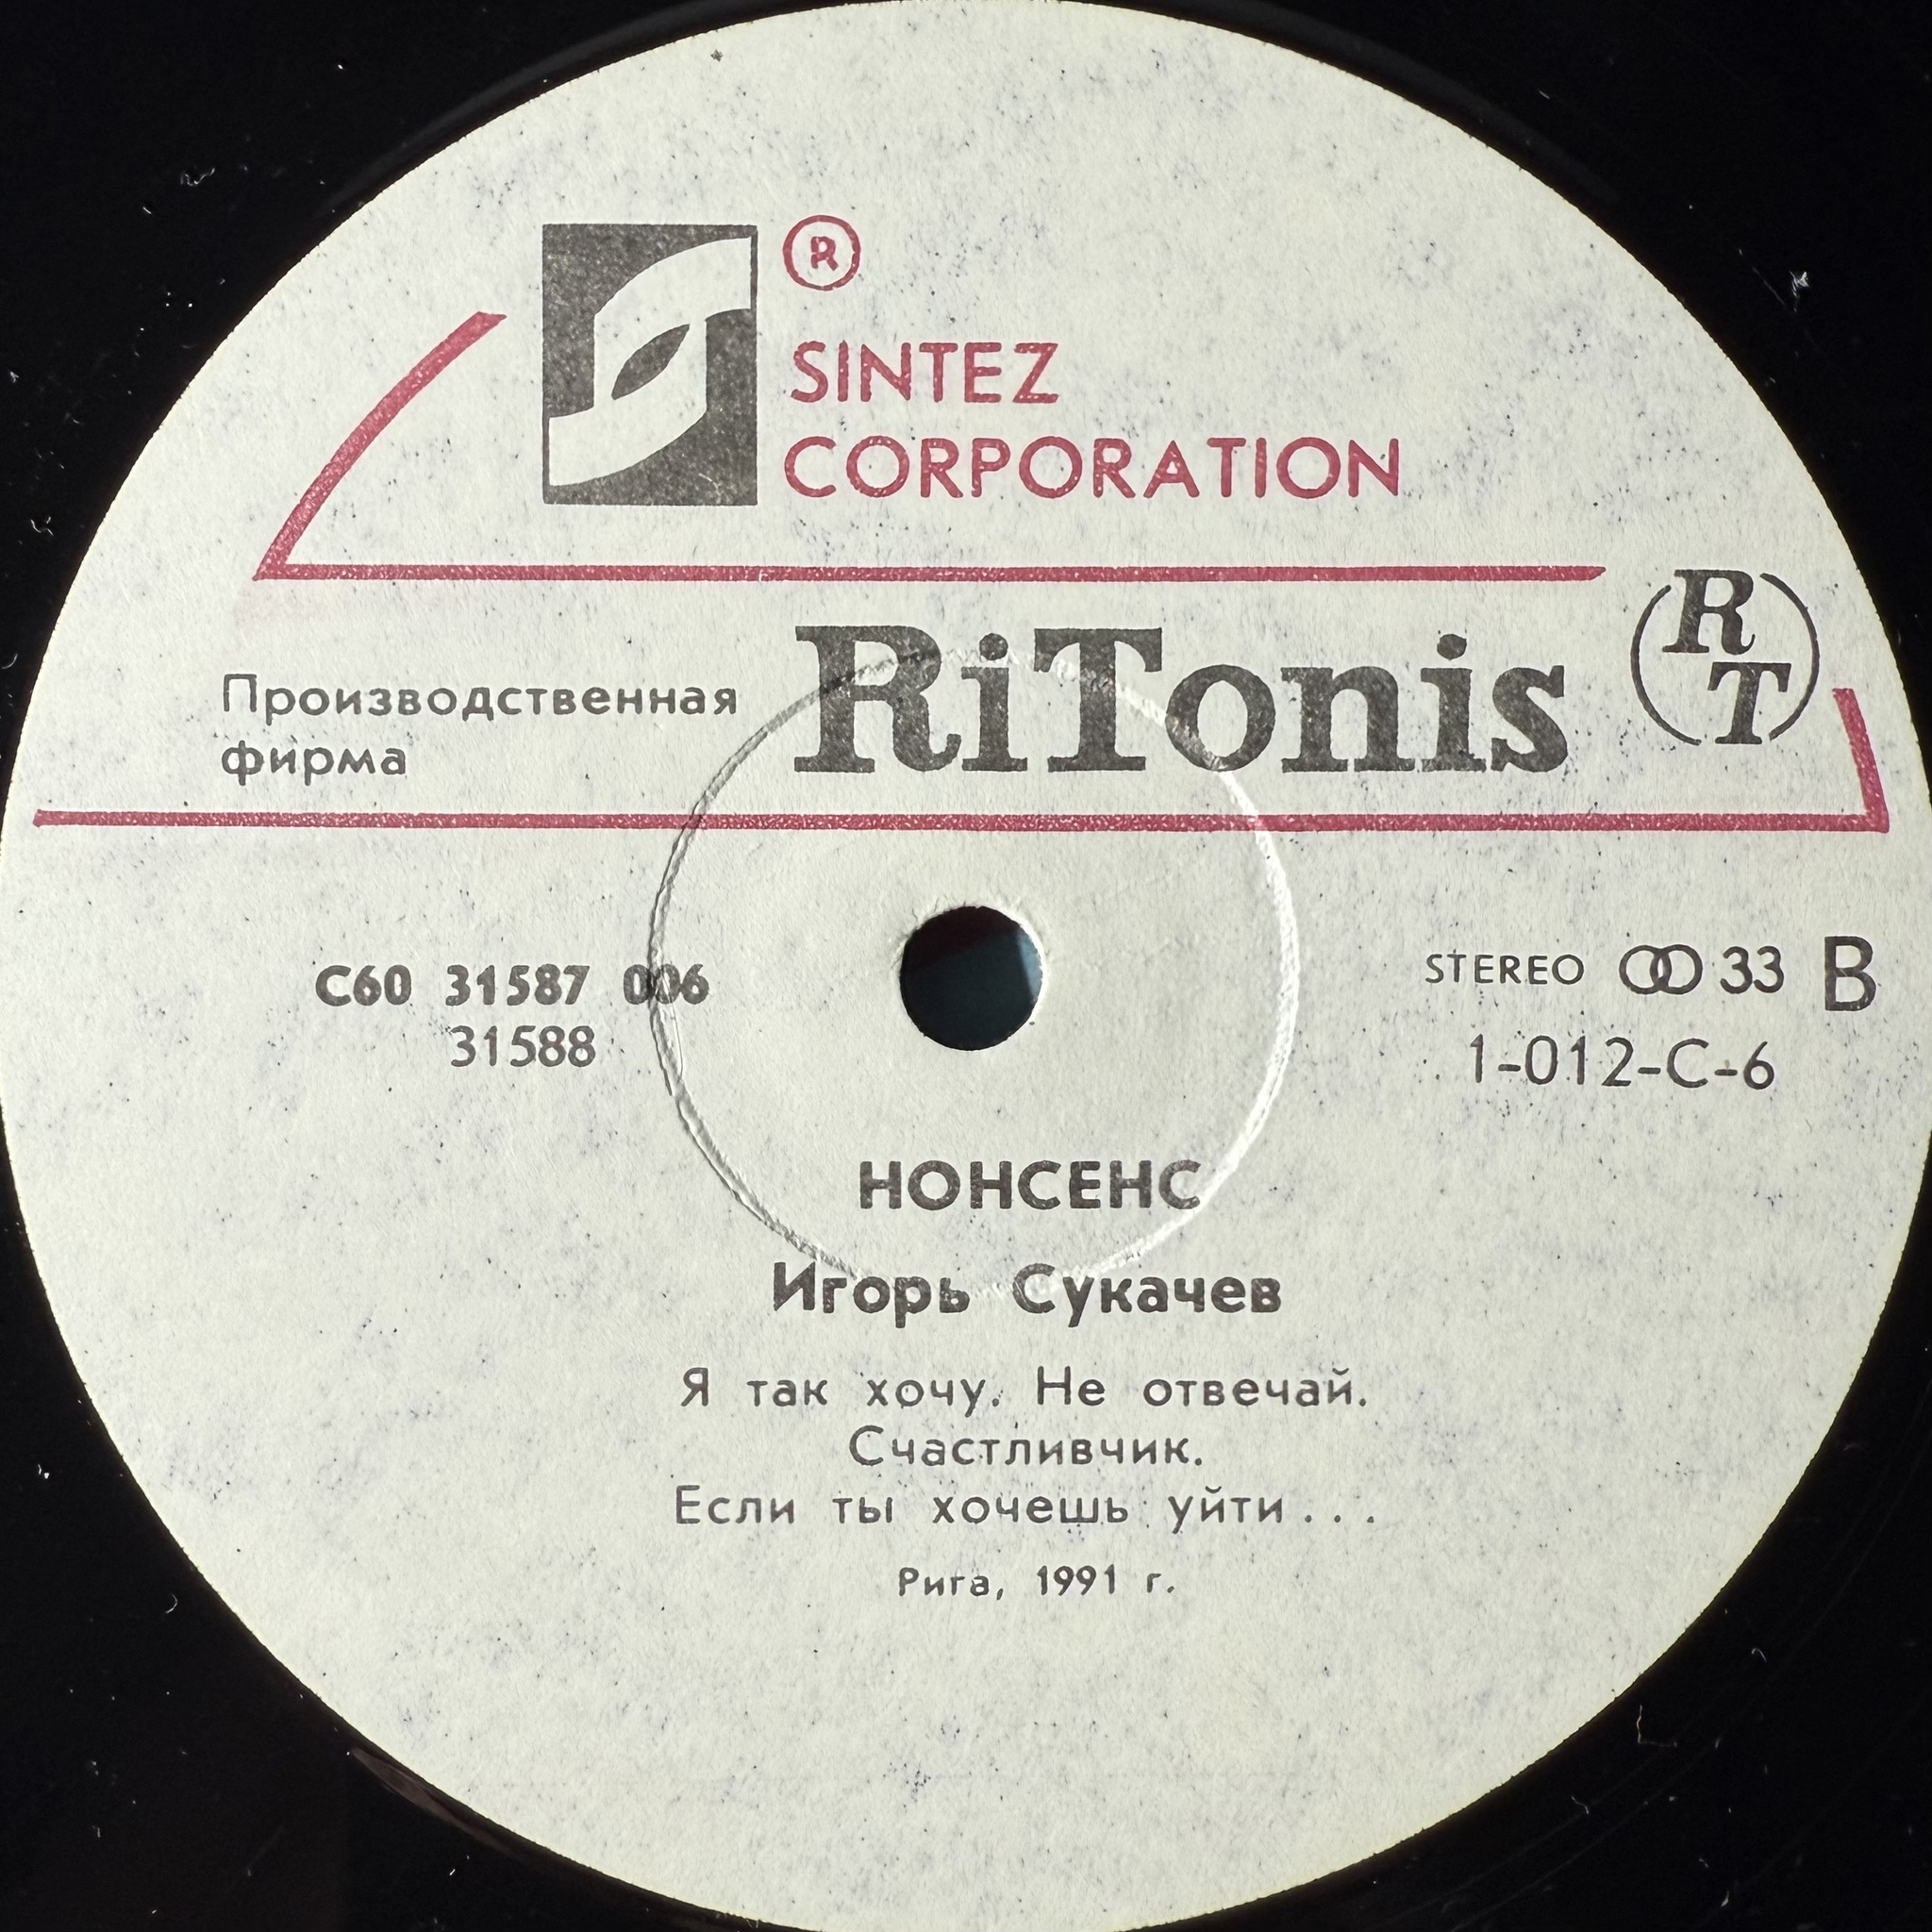 ®
SINTEZ
CORPORATION
Производственная
фирма
RiTonis
RT
С60 31587 006
31588
STEREO 33 B
1-012-C-6
НОНСЕНС
Игорь Сукачев
Я так хочу. Не отвечай.
Счастливчик.
Если ты хочешь уйти...
Рига, 1991 г.